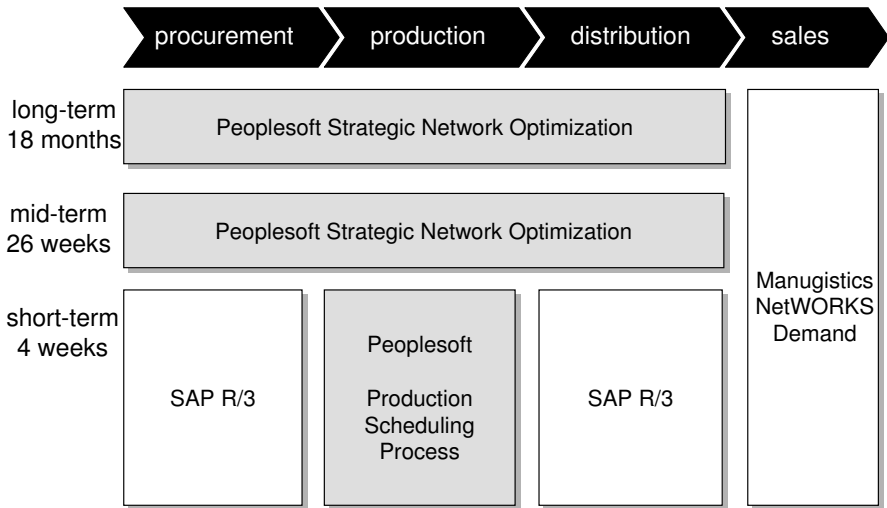 procurement
production
distribution
sales
long-term
18 months
Peoplesoft Strategic Network Optimization
mid-term
26 weeks
Peoplesoft Strategic Network Optimization
short-term
4 weeks
SAP R/3
Peoplesoft
Production
Scheduling
Process
SAP R/3
Manugistics
NetWORKS
Demand